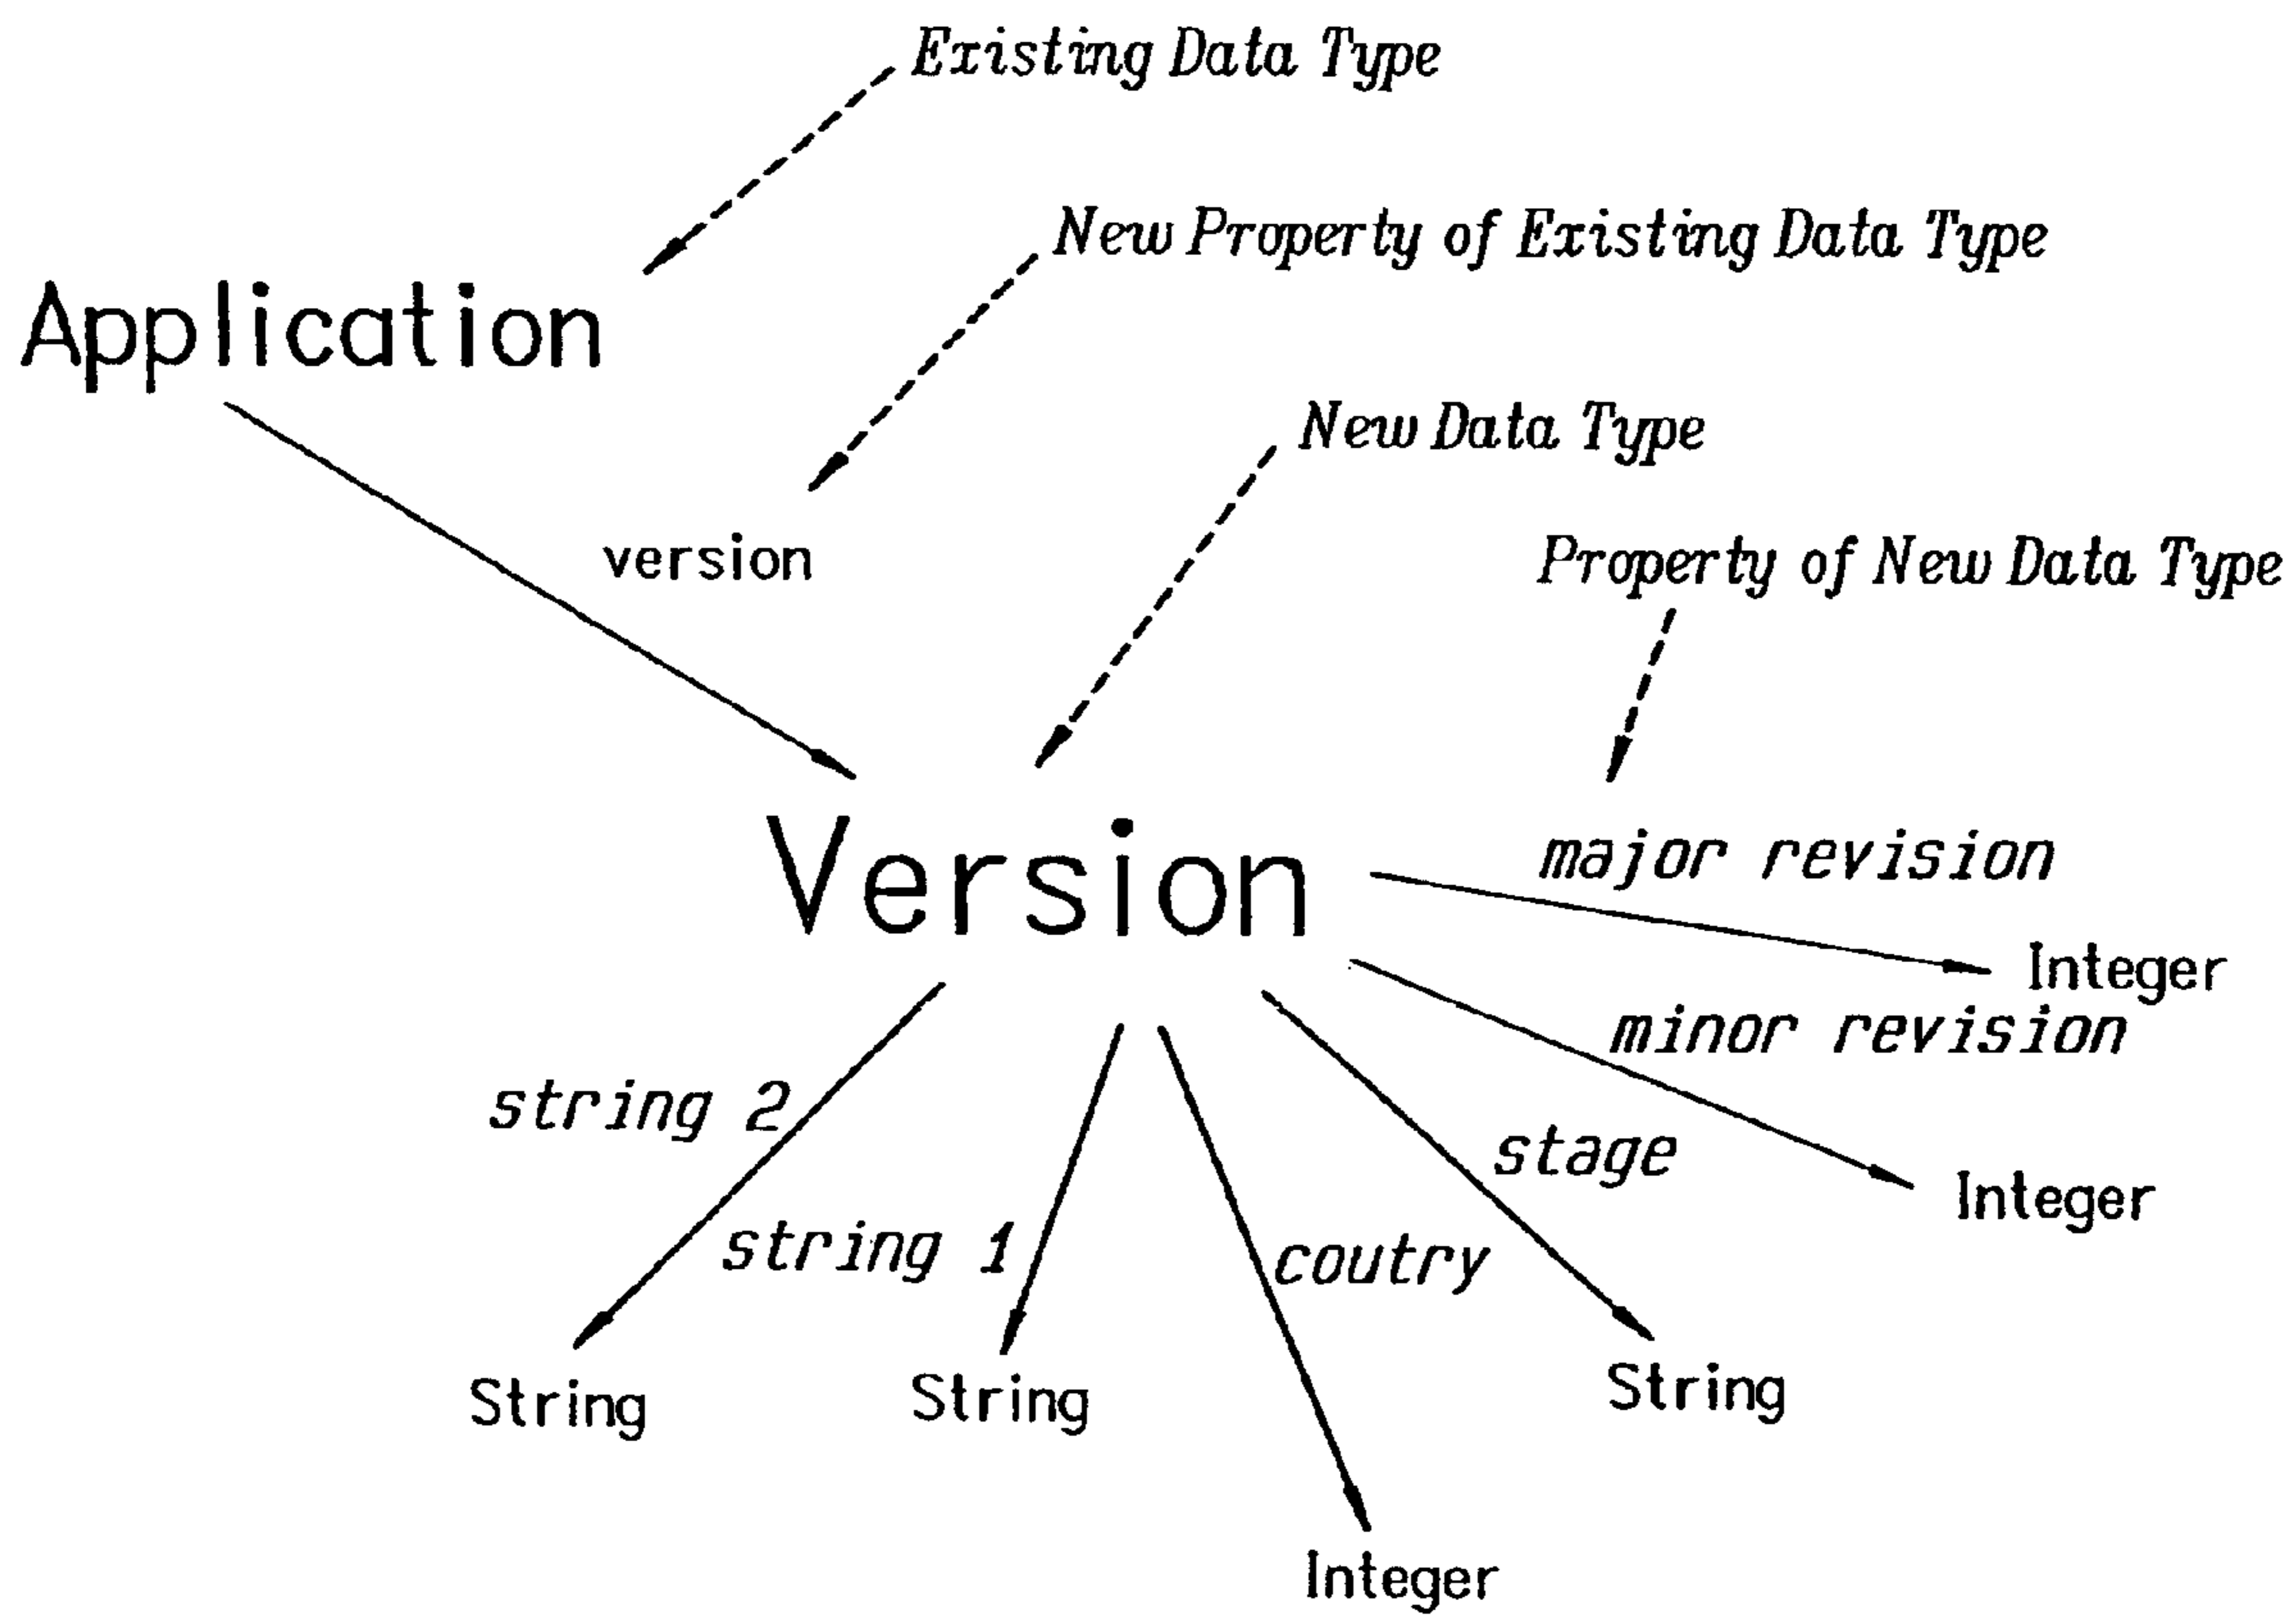 Existing Data Type
New Property of Existing Data Type
Application
New Data Type
version
Property of New Data Type
Version
major revision
Integer
minor revision
string 2
stage
Integer
string 1
coutry
String
String
String
Integer